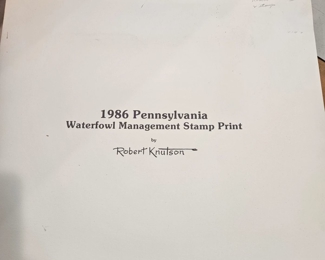 1986 Pennsylvania
Waterfowl Management Stamp Print
by
Robert Knutson